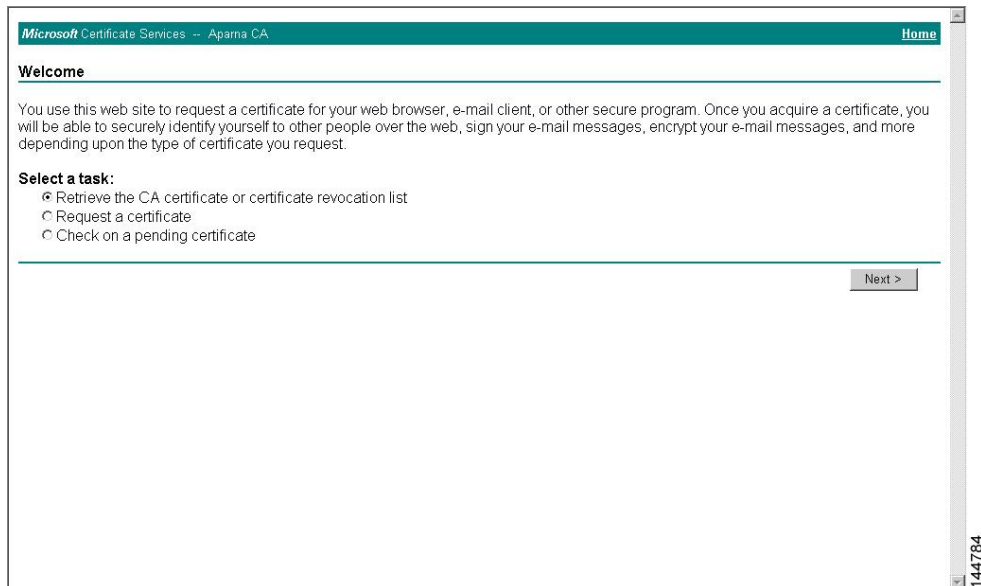 Microsoft Certificate Services -- Aparna CA Home
Welcome
You use this web site to request a certificate for your web browser, e-mail client, or other secure program. Once you acquire a certificate, you
will be able to securely identify yourself to other people over the web, sign your e-mail messages, encrypt your e-mail messages, and more
depending upon the type of certificate you request.
Select a task:
Retrieve the CA certificate or certificate revocation list
Request a certificate
Check on a pending certificate
Next >
144784